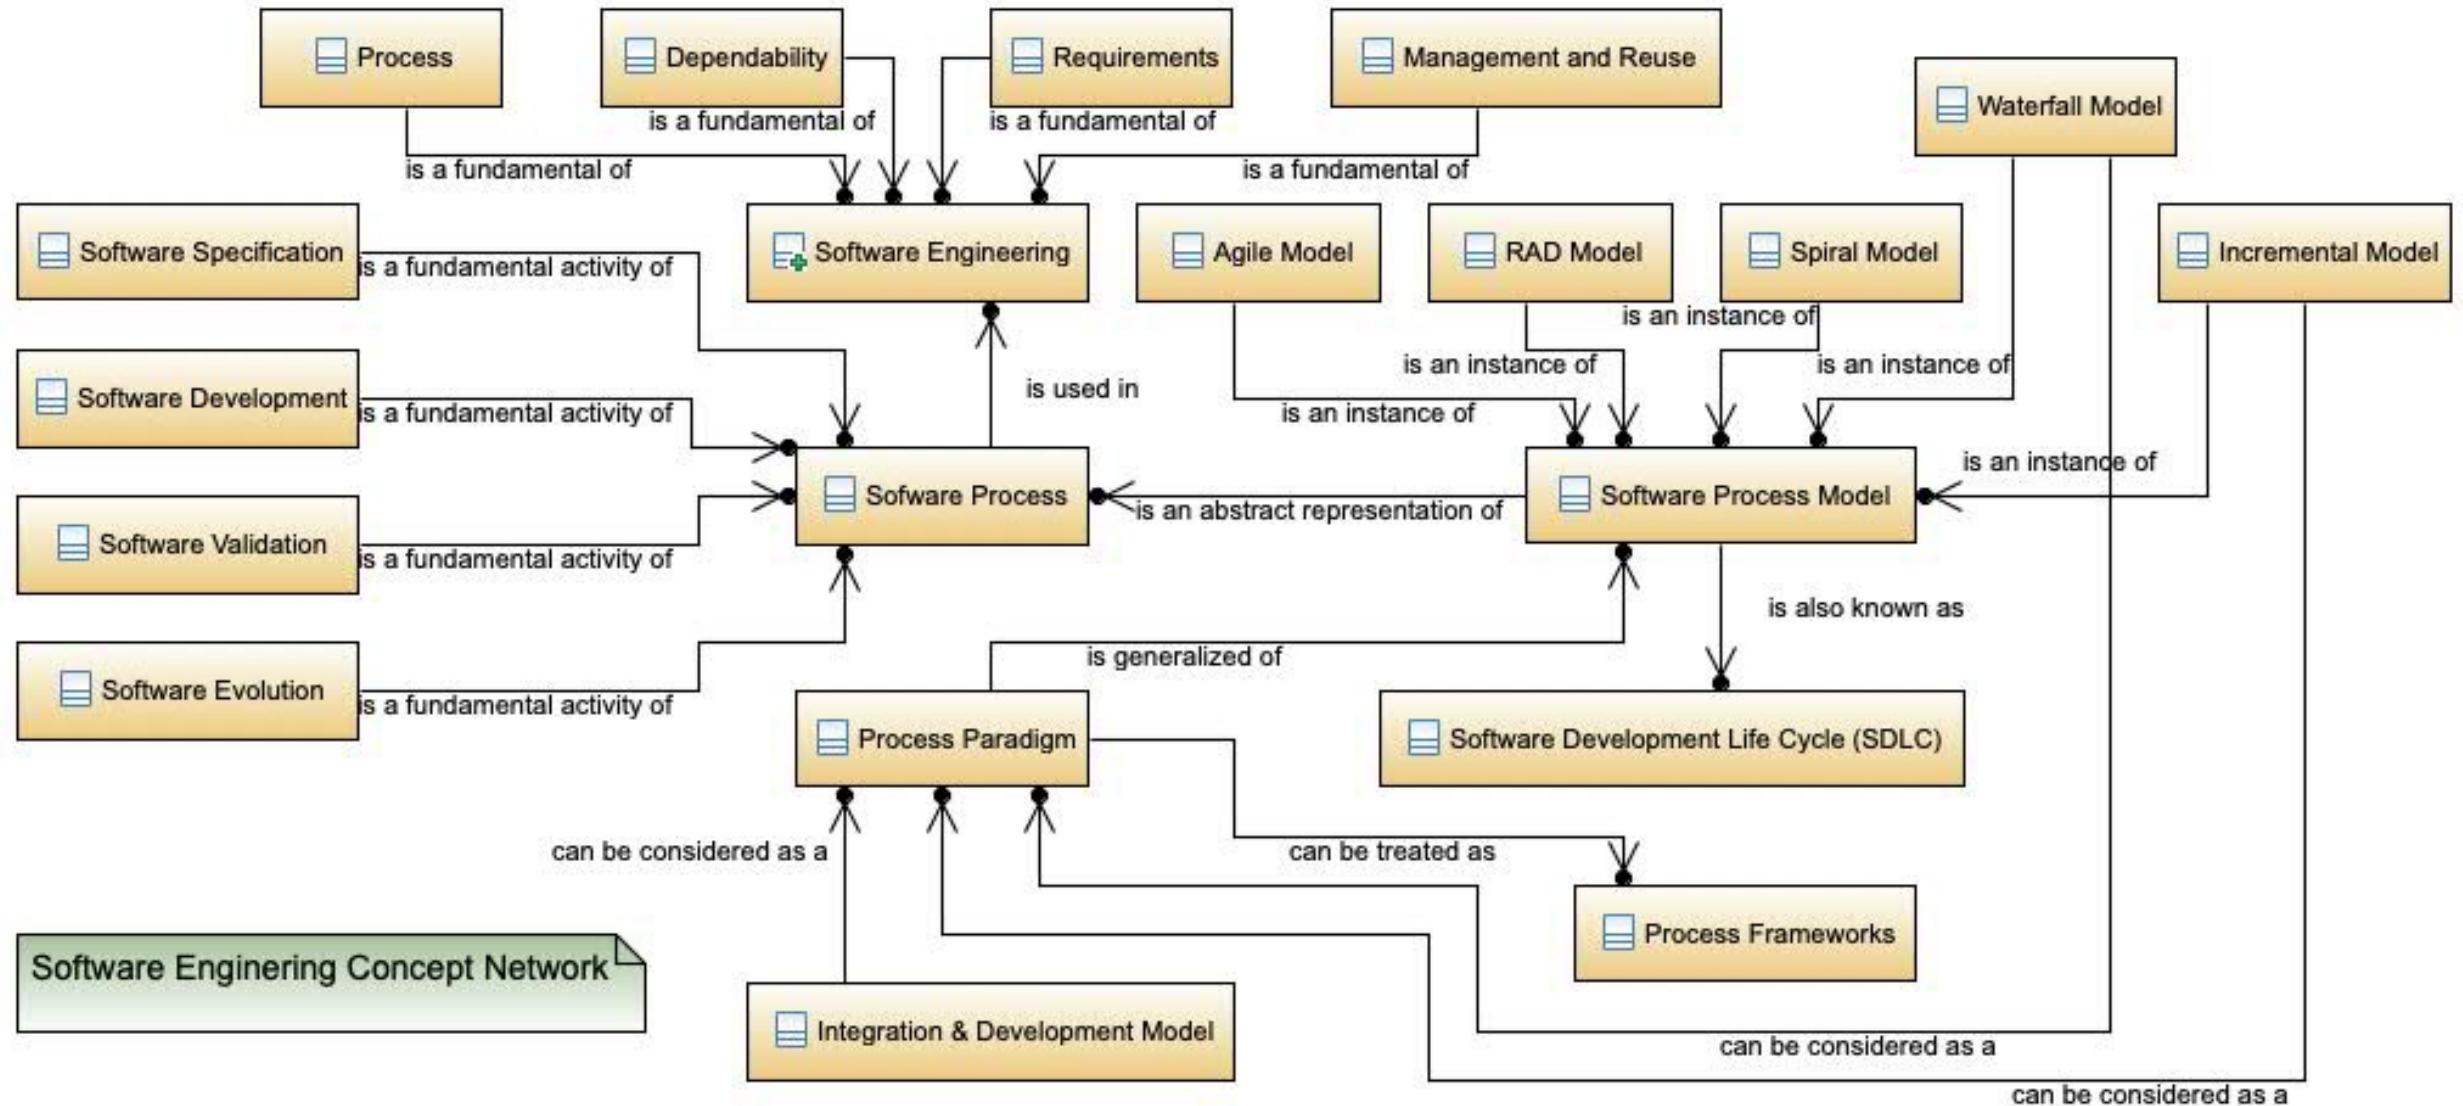 Process
Dependability
Requirements
Management and Reuse
Waterfall Model
is a fundamental of
is a fundamental of
is a fundamental of
is a fundamental of
Software Specification
Software Engineering
Agile Model
RAD Model
Spiral Model
Incremental Model
is a fundamental activity of
is an instance of
is an instance of
is an instance of
Software Development
is a fundamental activity of
is used in
is an instance of
is an instance of
Sofware Process
is an abstract representation of
Software Process Model
Software Validation
is a fundamental activity of
is also known as
is generalized of
Software Evolution
is a fundamental activity of
Process Paradigm
Software Development Life Cycle (SDLC)
can be considered as a
can be treated as
Process Frameworks
Software Enginering Concept Network
Integration & Development Model
can be considered as a
can be considered as a